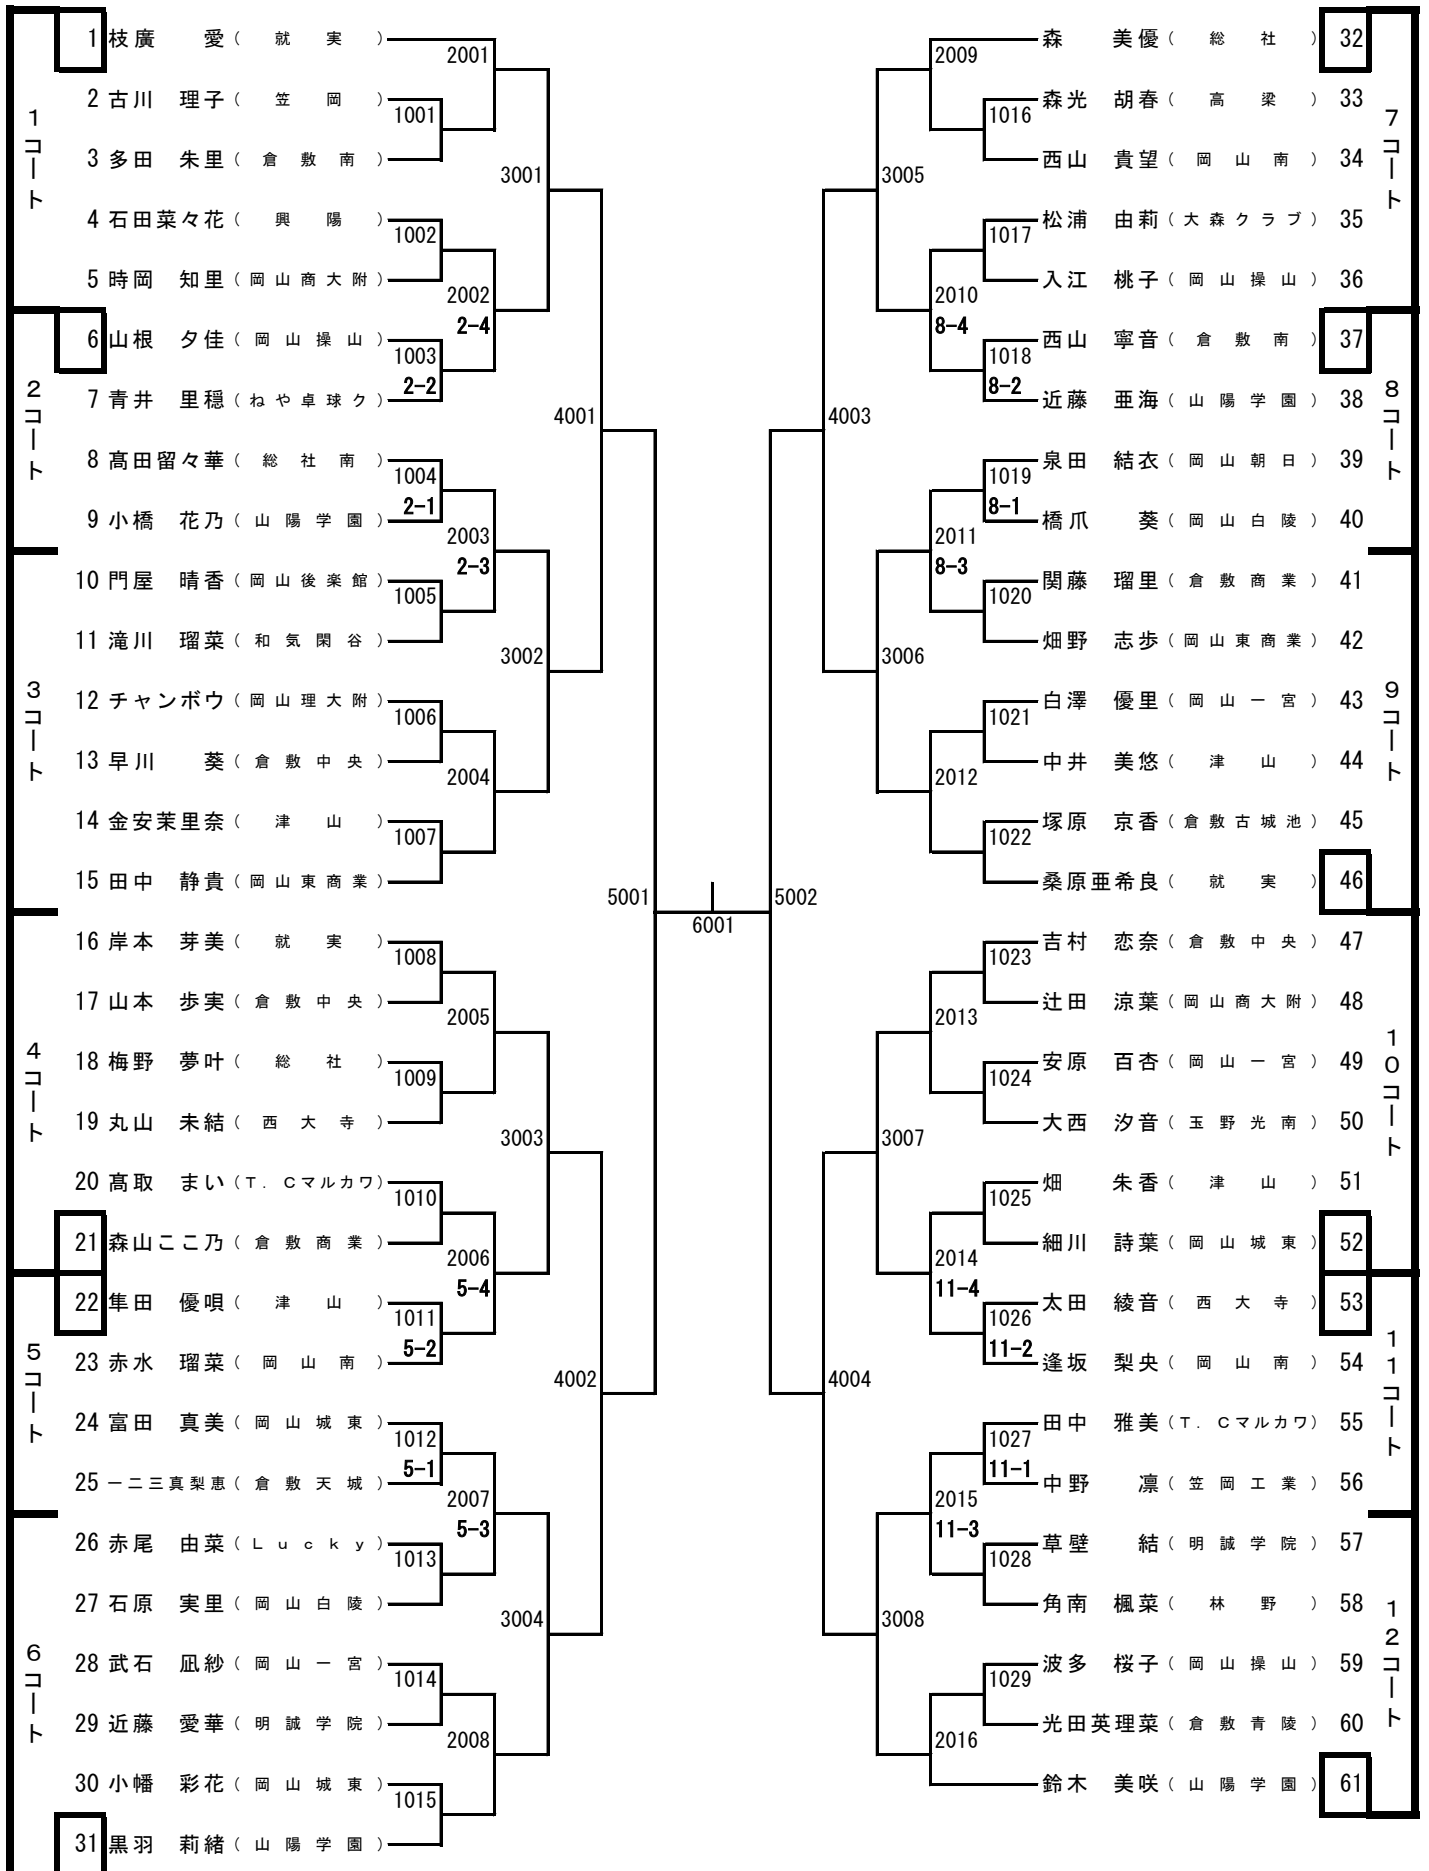 1 枝廣 愛（ 就 実 ）
2 古川 理子（ 笠 岡 ）
3 多田 朱里（ 倉 敷 南 ）
4 石田菜々花（ 興 陽 ）
5 時岡 知里（岡山商大附）
6 山根 夕佳（岡山操山）
7 青井 里穏（ねや卓球ク）
8 髙田留々華（ 総 社 南 ）
9 小橋 花乃（山陽学園）
10 門屋 晴香（岡山後楽館）
11 滝川 瑠菜（和気閑谷）
12 チャンボウ（岡山理大附）
13 早川 葵（倉敷中央）
14 金安茉里奈（ 津 山 ）
15 田中 静貴（岡山東商業）
16 岸本 芽美（ 就 実 ）
17 山本 歩実（倉敷中央）
18 梅野 夢叶（ 総 社 ）
19 丸山 未結（ 西 大 寺 ）
20 髙取 まい（T．Cマルカワ）
21 森山ここ乃（倉敷商業）
22 隼田 優唄（ 津 山 ）
23 赤水 瑠菜（ 岡 山 南 ）
24 富田 真美（岡山城東）
25 一二三真梨恵（倉敷天城）
26 赤尾 由菜（Ｌｕｃｋｙ）
27 石原 実里（岡山白陵）
28 武石 凪紗（岡山一宮）
29 近藤 愛華（明誠学院）
30 小幡 彩花（岡山城東）
31 黒羽 莉緒（山陽学園）
1コート
2コート
3コート
4コート
5コート
6コート
1001
1002
1003
2-2
1004
2-1
1005
1006
1007
1008
1009
1010
1011
5-2
1012
5-1
1013
1014
1015
2001
2002
2-4
2003
2-3
2004
2005
2006
5-4
2007
5-3
2008
3001
3002
3003
3004
4001
4002
5001
6001
5002
4003
4004
3005
3006
3007
3008
2009
2010
8-4
2011
8-3
2012
2013
2014
11-4
2015
11-3
2016
1016
1017
1018
8-2
1019
8-1
1020
1021
1022
1023
1024
1025
1026
11-2
1027
11-1
1028
1029
森 美優（ 総 社 ） 32
森光 胡春（ 高 梁 ） 33
西山 貴望（ 岡 山 南 ） 34
松浦 由莉（大森クラブ） 35
入江 桃子（岡山操山） 36
西山 寧音（ 倉 敷 南 ） 37
近藤 亜海（山陽学園） 38
泉田 結衣（岡山朝日） 39
橋爪 葵（岡山白陵） 40
関藤 瑠里（倉敷商業） 41
畑野 志歩（岡山東商業） 42
白澤 優里（岡山一宮） 43
中井 美悠（ 津 山 ） 44
塚原 京香（倉敷古城池） 45
桑原亜希良（ 就 実 ） 46
吉村 恋奈（倉敷中央） 47
辻田 涼葉（岡山商大附） 48
安原 百杏（岡山一宮） 49
大西 汐音（玉野光南） 50
畑 朱香（ 津 山 ） 51
細川 詩葉（岡山城東） 52
太田 綾音（ 西 大 寺 ） 53
逢坂 梨央（ 岡 山 南 ） 54
田中 雅美（T．Cマルカワ） 55
中野 凛（笠岡工業） 56
草壁 結（明誠学院） 57
角南 楓菜（ 林 野 ） 58
波多 桜子（岡山操山） 59
光田英理菜（倉敷青陵） 60
鈴木 美咲（山陽学園） 61
7コート
8コート
9コート
10コート
11コート
12コート